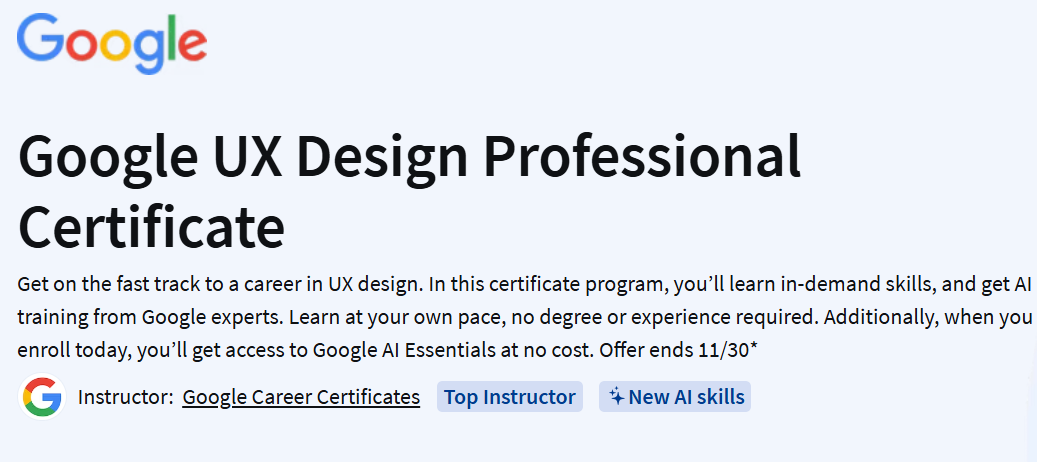 Google
Google UX Design Professional
Certificate
Get on the fast track to a career in UX design. In this certificate program, you’ll learn in-demand skills, and get AI
training from Google experts. Learn at your own pace, no degree or experience required. Additionally, when you
enroll today, you’ll get access to Google AI Essentials at no cost. Offer ends 11/30*
G Instructor: Google Career Certificates Top Instructor New AI skills